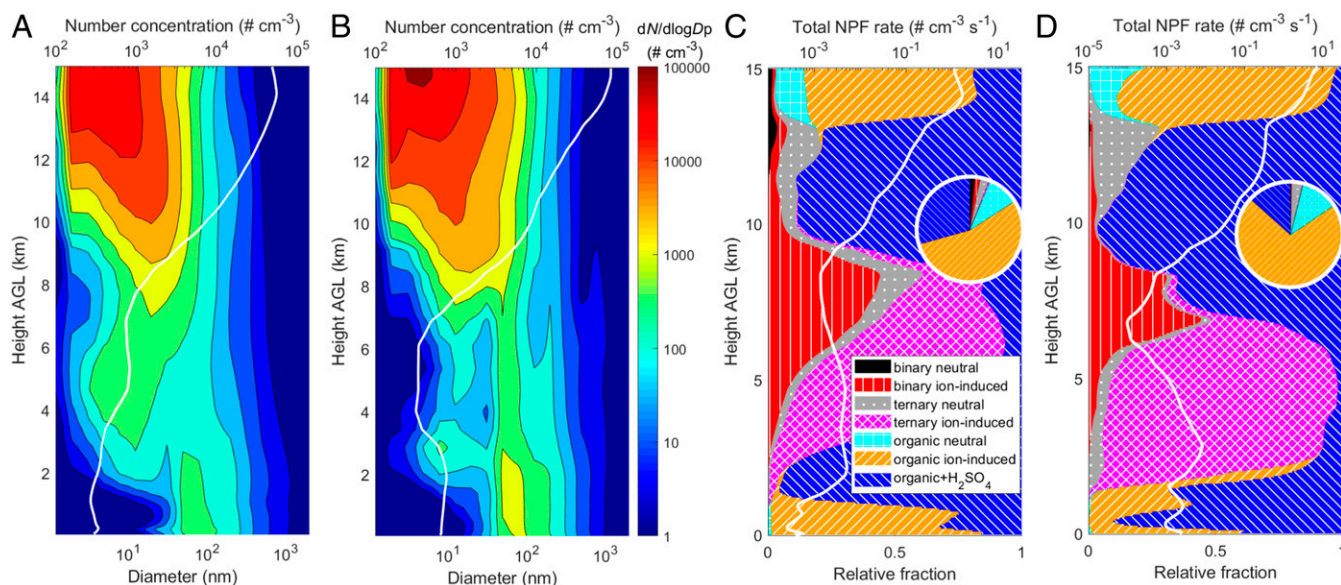 A
Number concentration (# cm⁻³)
10² 10³ 10⁴ 10⁵
14
12
10
8
6
4
2
Height AGL (km)
10¹ 10² 10³
Diameter (nm)
B
Number concentration (# cm⁻³)
10² 10³ 10⁴ 10⁵
14
12
10
8
6
4
2
Height AGL (km)
10¹ 10² 10³
Diameter (nm)
dN/dlogDp
(# cm⁻³)
100000
10000
1000
100
10
1
C
Total NPF rate (# cm⁻³ s⁻¹)
10⁻³ 10⁻¹ 10¹
15
10
5
0
Height AGL (km)
binary neutral
binary ion-induced
ternary neutral
ternary ion-induced
organic neutral
organic ion-induced
organic+H₂SO₄
0 0.5 1
Relative fraction
D
Total NPF rate (# cm⁻³ s⁻¹)
10⁻⁵ 10⁻³ 10⁻¹ 10¹
15
10
5
0
Height AGL (km)
0 0.5 1
Relative fraction